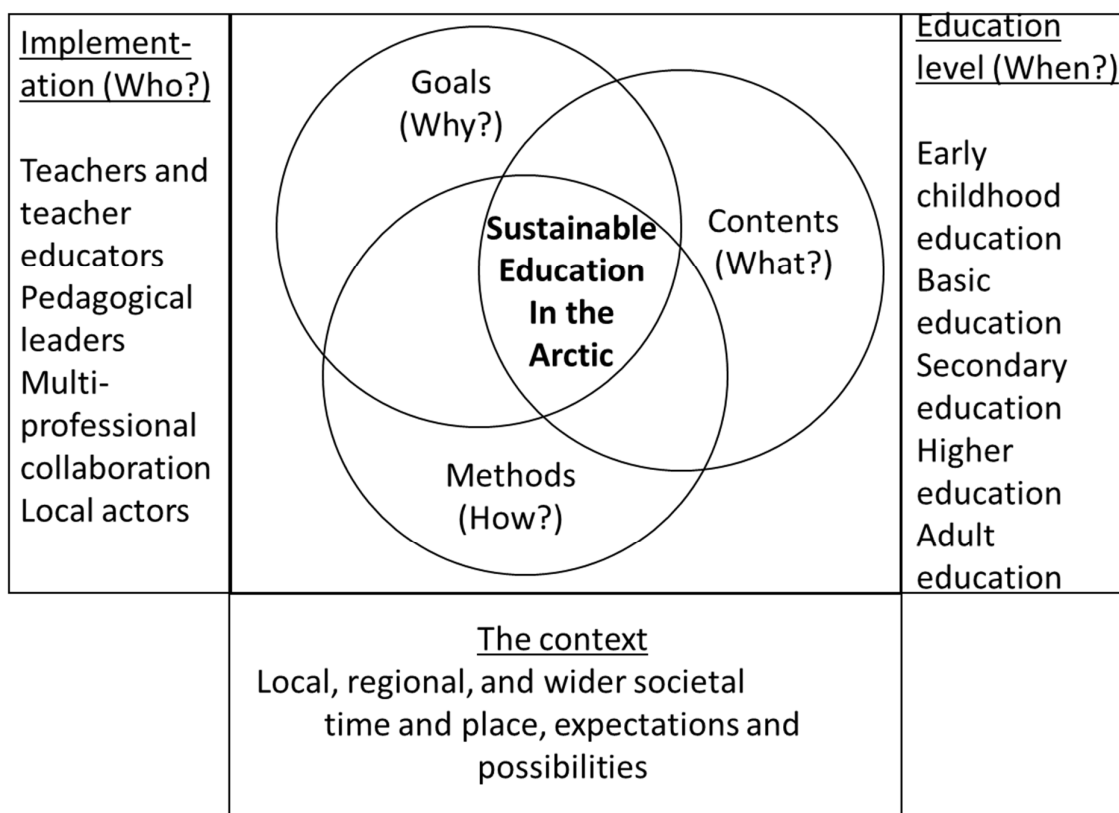 Implement-
ation (Who?)
Teachers and
teacher
educators
Pedagogical
leaders
Multi-
professional
collaboration
Local actors
Goals
(Why?)
Contents
(What?)
Sustainable
Education
In the
Arctic
Methods
(How?)
Education
level (When?)
Early
childhood
education
Basic
education
Secondary
education
Higher
education
Adult
education
The context
Local, regional, and wider societal
time and place, expectations and
possibilities